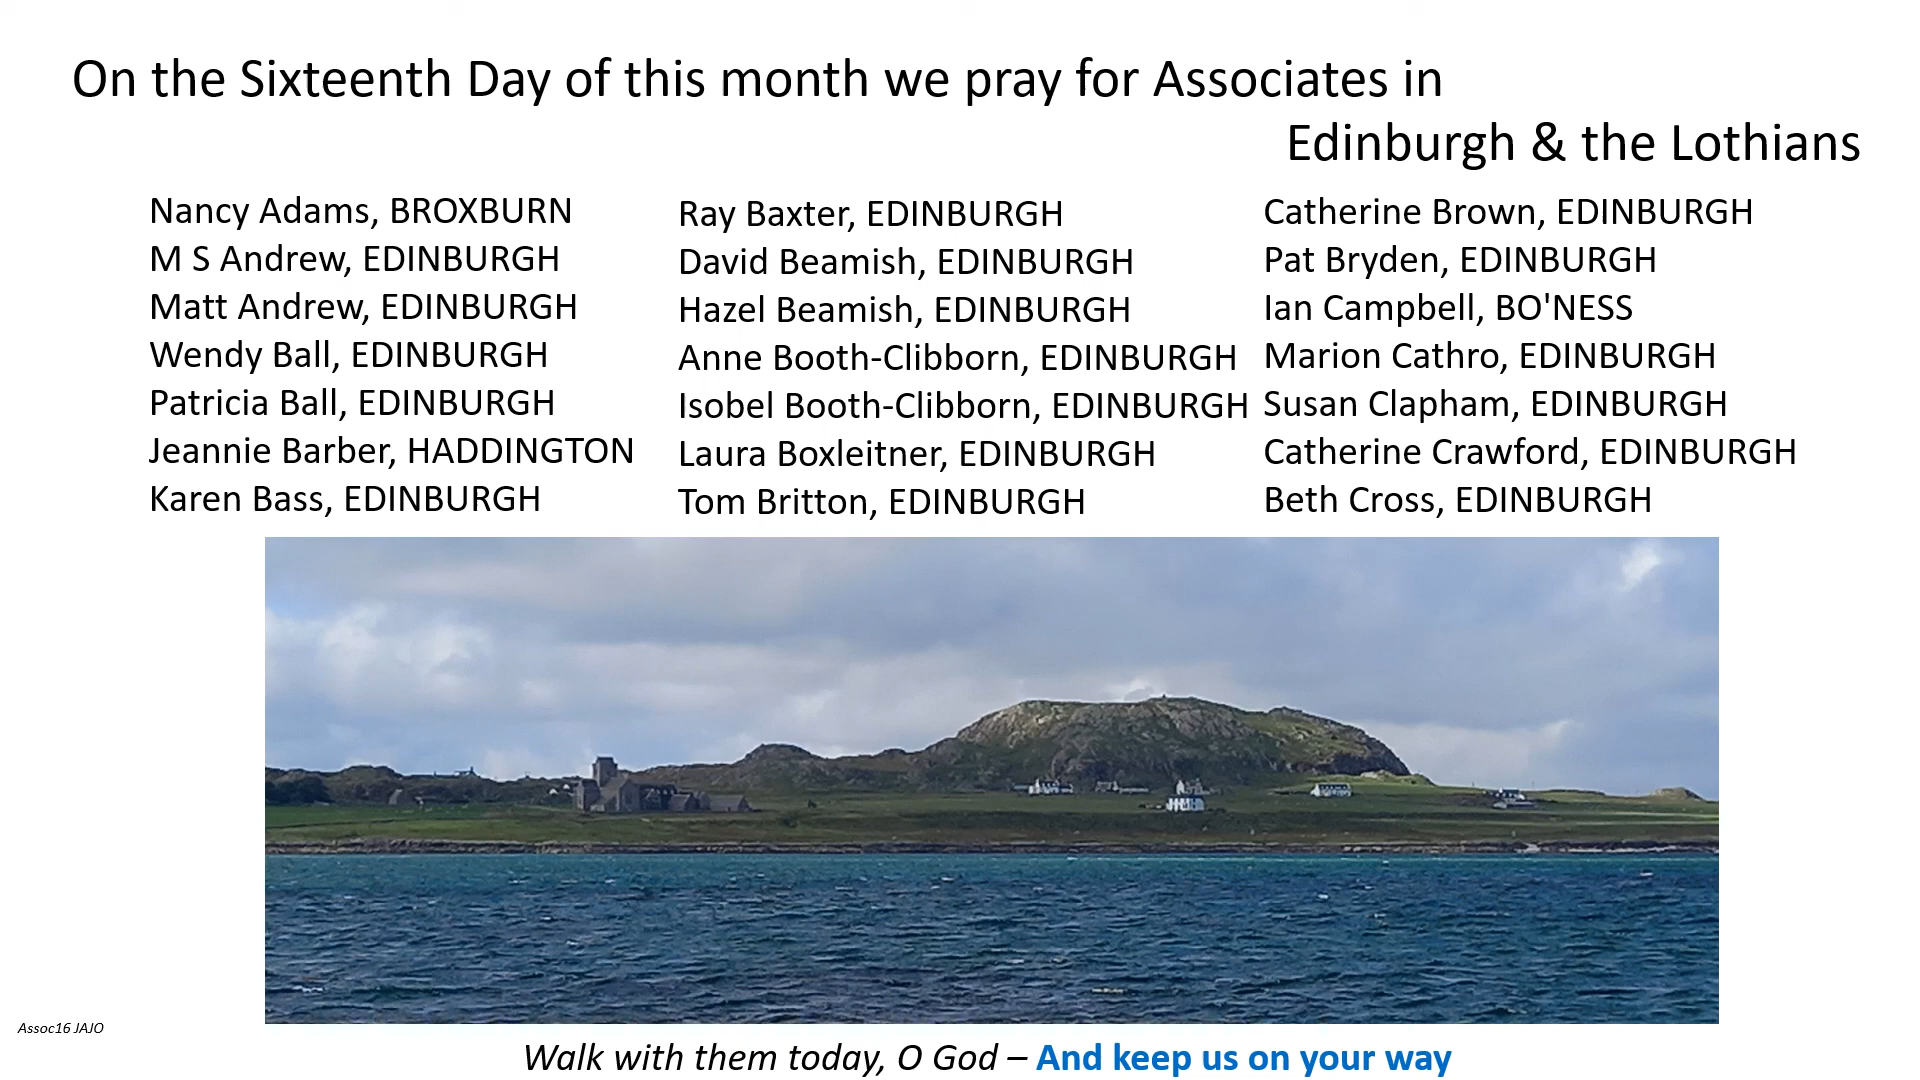 On the Sixteenth Day of this month we pray for Associates in
Edinburgh & the Lothians
Nancy Adams, BROXBURN
M S Andrew, EDINBURGH
Matt Andrew, EDINBURGH
Wendy Ball, EDINBURGH
Patricia Ball, EDINBURGH
Jeannie Barber, HADDINGTON
Karen Bass, EDINBURGH
Ray Baxter, EDINBURGH
David Beamish, EDINBURGH
Hazel Beamish, EDINBURGH
Anne Booth-Clibborn, EDINBURGH
Isobel Booth-Clibborn, EDINBURGH
Laura Boxleitner, EDINBURGH
Tom Britton, EDINBURGH
Catherine Brown, EDINBURGH
Pat Bryden, EDINBURGH
Ian Campbell, BO'NESS
Marion Cathro, EDINBURGH
Susan Clapham, EDINBURGH
Catherine Crawford, EDINBURGH
Beth Cross, EDINBURGH
Assoc16 JAJO
Walk with them today, O God – And keep us on your way